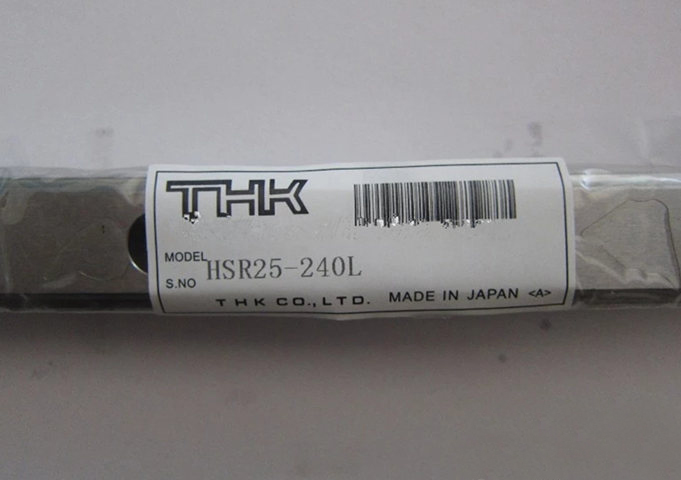 THK
MODEL HSR25-240L
S.NO
THK CO., LTD. MADE IN JAPAN <A>